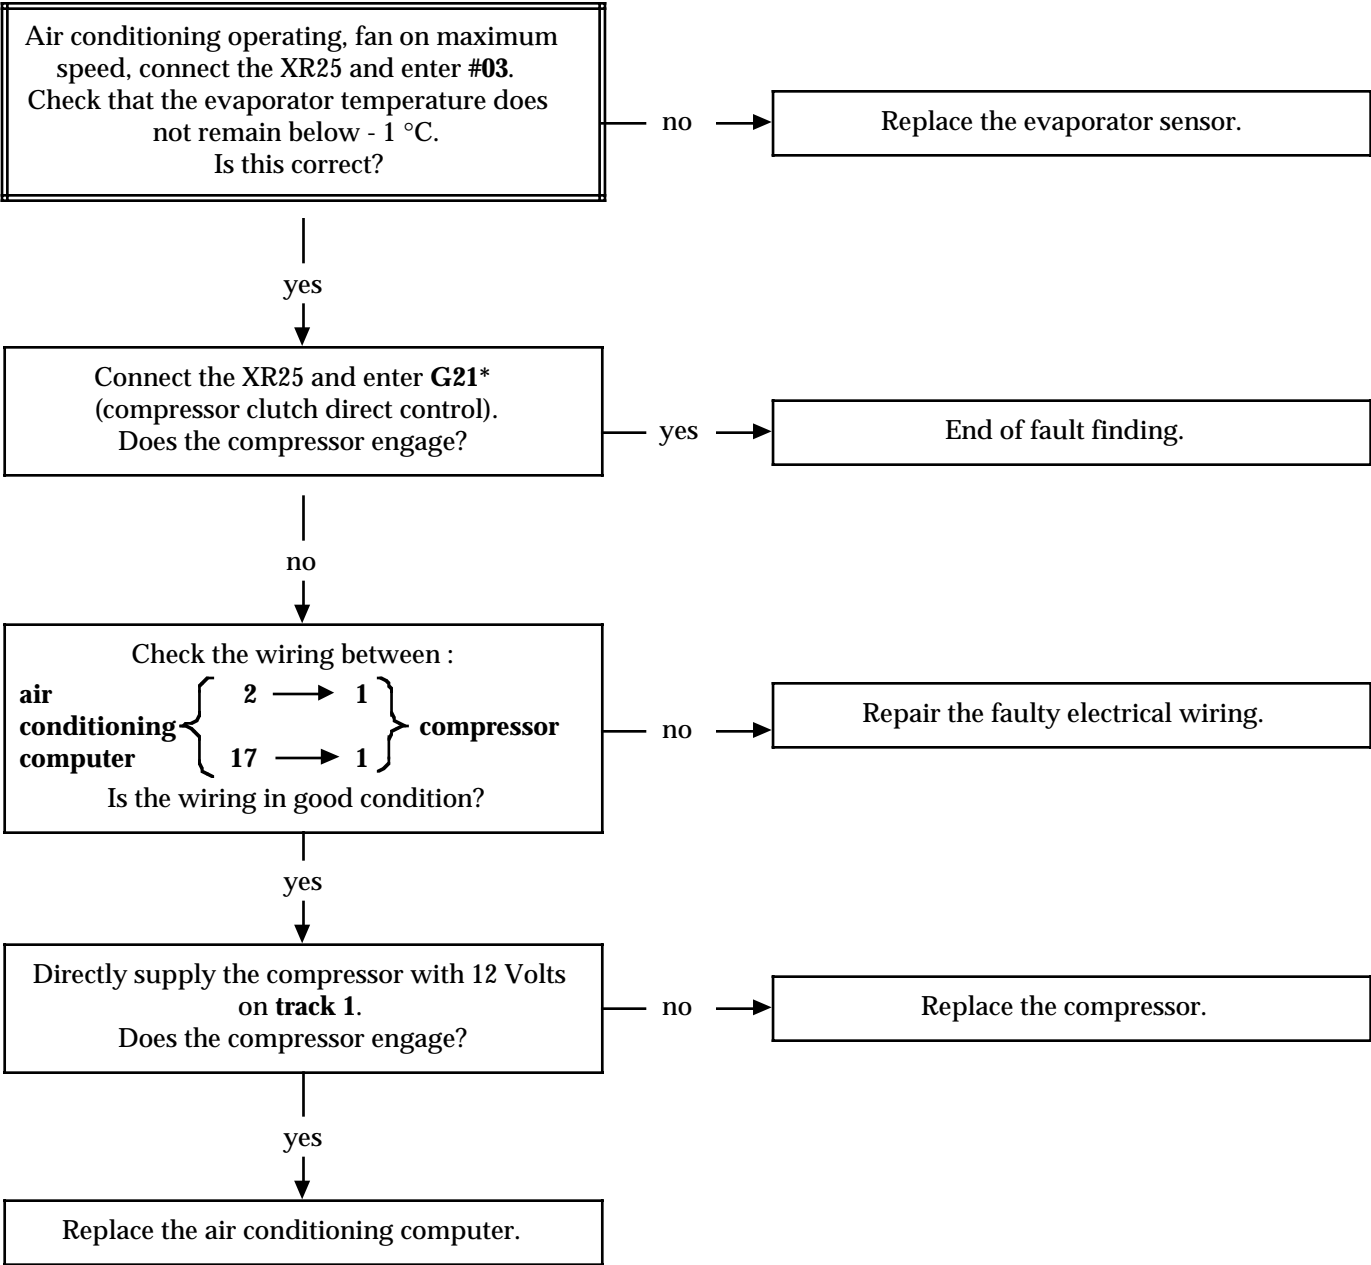 Air conditioning operating, fan on maximum
speed, connect the XR25 and enter #03.
Check that the evaporator temperature does
not remain below - 1 °C.
Is this correct?
no
Replace the evaporator sensor.
yes
Connect the XR25 and enter G21*
(compressor clutch direct control).
Does the compressor engage?
yes
End of fault finding.
no
Check the wiring between :
air
conditioning
computer
2 1
17 1
compressor
Is the wiring in good condition?
no
Repair the faulty electrical wiring.
yes
Directly supply the compressor with 12 Volts
on track 1.
Does the compressor engage?
no
Replace the compressor.
yes
Replace the air conditioning computer.